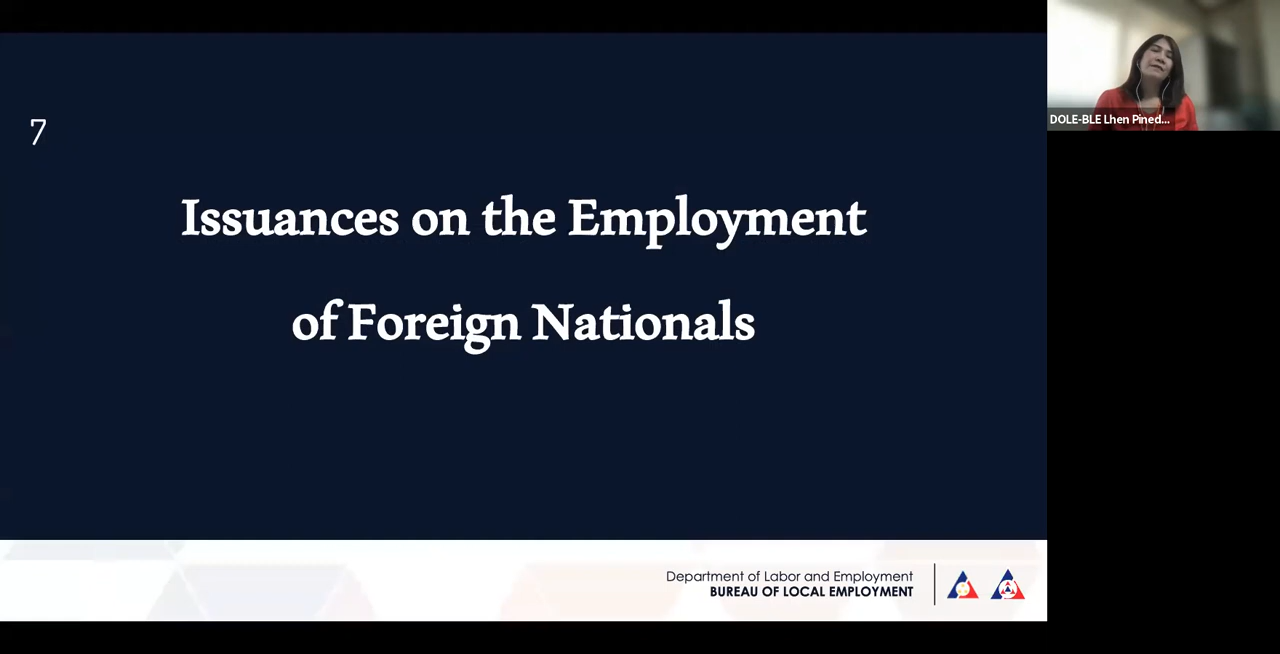 7
Issuances on the Employment
of Foreign Nationals
DOLE-BLE Lhen Pined...
Department of Labor and Employment
BUREAU OF LOCAL EMPLOYMENT